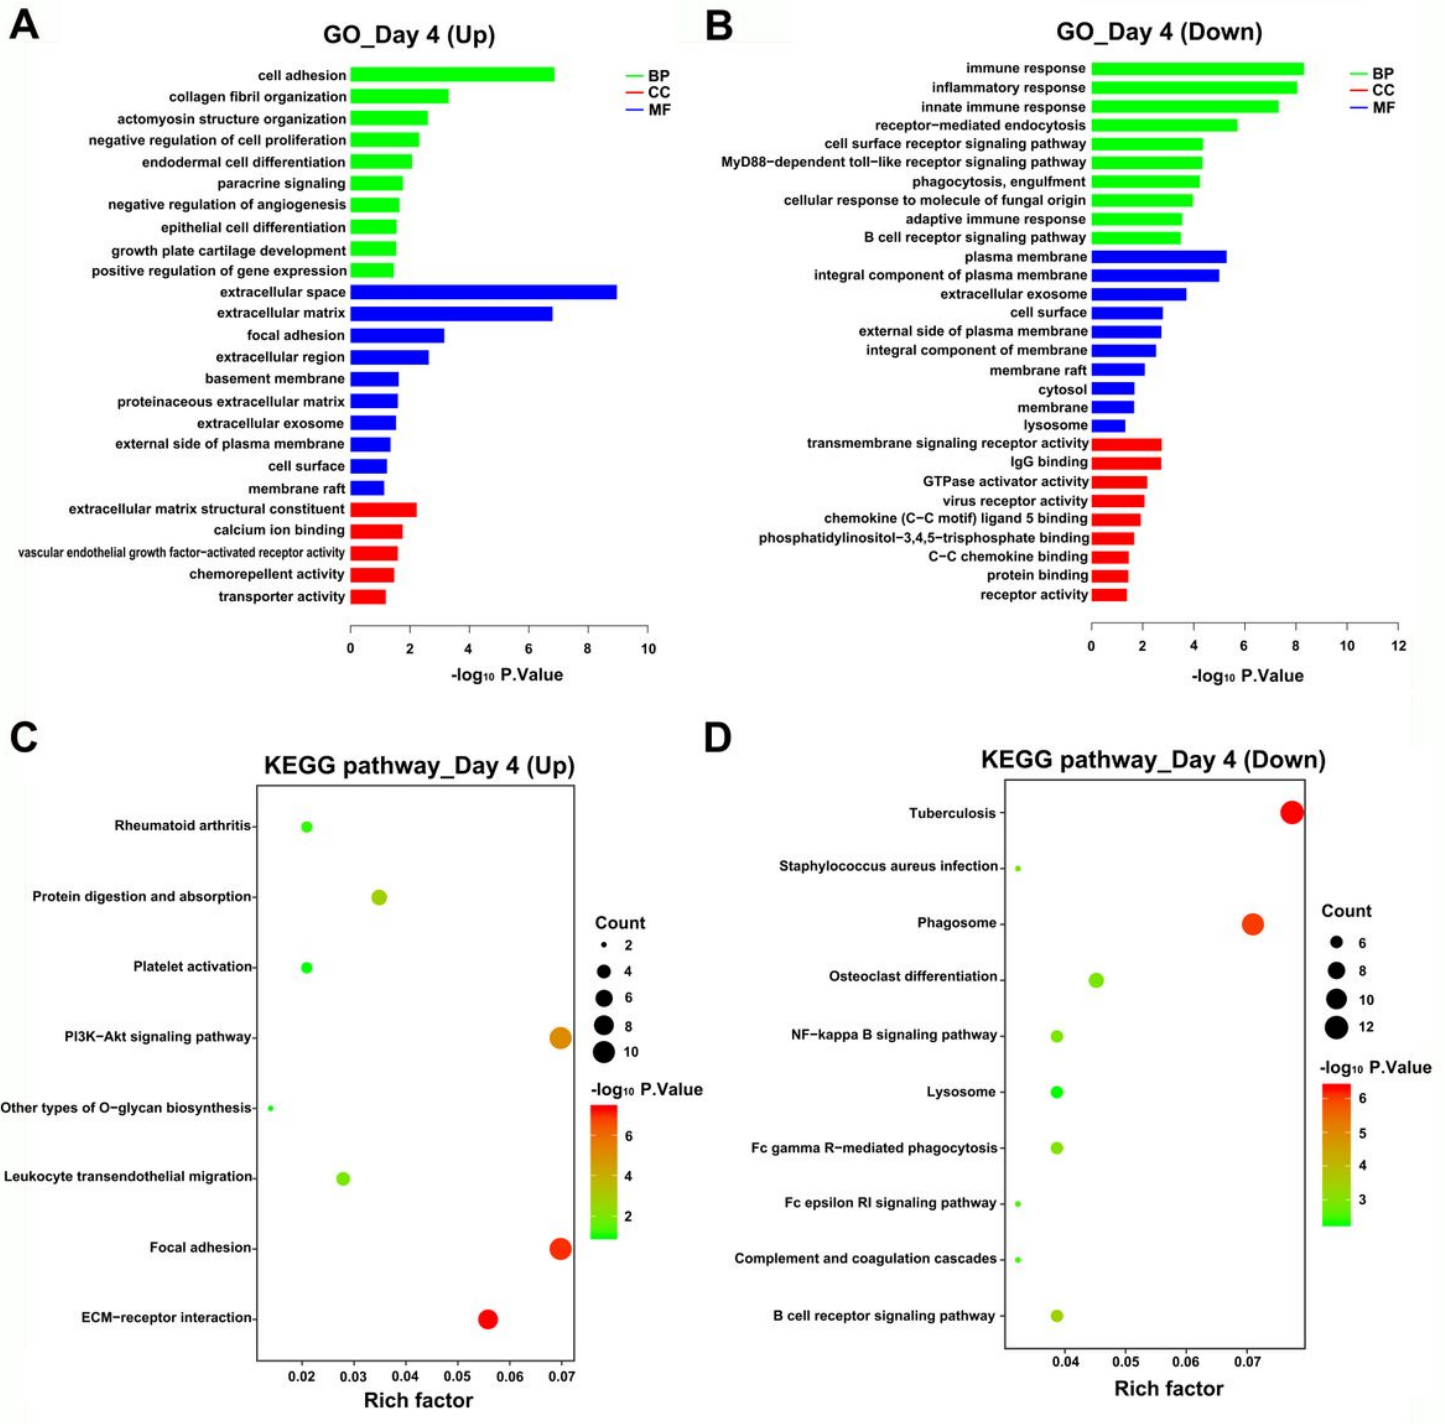 A
GO_Day 4 (Up)
cell adhesion
collagen fibril organization
actomyosin structure organization
negative regulation of cell proliferation
endodermal cell differentiation
paracrine signaling
negative regulation of angiogenesis
epithelial cell differentiation
growth plate cartilage development
positive regulation of gene expression
extracellular space
extracellular matrix
focal adhesion
extracellular region
basement membrane
proteinaceous extracellular matrix
extracellular exosome
external side of plasma membrane
cell surface
membrane raft
extracellular matrix structural constituent
calcium ion binding
vascular endothelial growth factor−activated receptor activity
chemorepellent activity
transporter activity
BP
CC
MF
0 2 4 6 8 10
-log₁₀ P.Value
B
GO_Day 4 (Down)
immune response
inflammatory response
innate immune response
receptor−mediated endocytosis
cell surface receptor signaling pathway
MyD88−dependent toll−like receptor signaling pathway
phagocytosis, engulfment
cellular response to molecule of fungal origin
adaptive immune response
B cell receptor signaling pathway
plasma membrane
integral component of plasma membrane
extracellular exosome
cell surface
external side of plasma membrane
integral component of membrane
membrane raft
cytosol
membrane
lysosome
transmembrane signaling receptor activity
IgG binding
GTPase activator activity
virus receptor activity
chemokine (C−C motif) ligand 5 binding
phosphatidylinositol−3,4,5−trisphosphate binding
C−C chemokine binding
protein binding
receptor activity
BP
CC
MF
0 2 4 6 8 10 12
-log₁₀ P.Value
C
KEGG pathway_Day 4 (Up)
Rheumatoid arthritis
Protein digestion and absorption
Platelet activation
PI3K−Akt signaling pathway
Other types of O−glycan biosynthesis
Leukocyte transendothelial migration
Focal adhesion
ECM−receptor interaction
0.02 0.03 0.04 0.05 0.06 0.07
Rich factor
Count
2
4
6
8
10
-log₁₀ P.Value
6
4
2
D
KEGG pathway_Day 4 (Down)
Tuberculosis
Staphylococcus aureus infection
Phagosome
Osteoclast differentiation
NF−kappa B signaling pathway
Lysosome
Fc gamma R−mediated phagocytosis
Fc epsilon RI signaling pathway
Complement and coagulation cascades
B cell receptor signaling pathway
0.04 0.05 0.06 0.07
Rich factor
Count
6
8
10
12
-log₁₀ P.Value
6
5
4
3